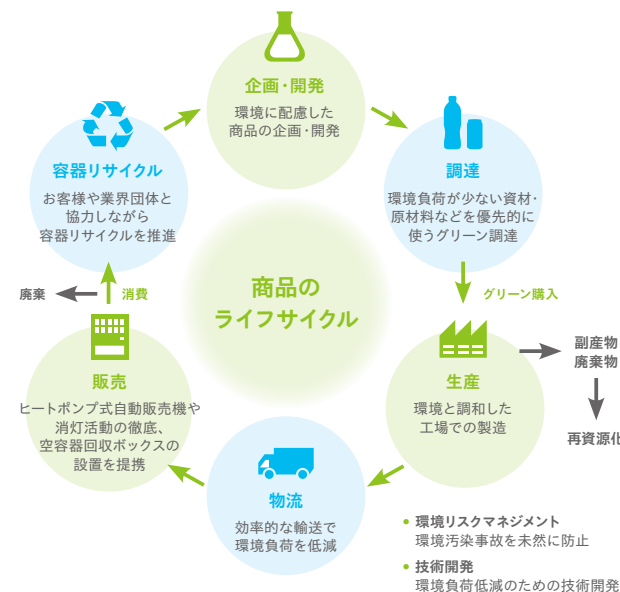 企画・開発
環境に配慮した
商品の企画・開発
調達
環境負荷が少ない資材・
原材料などを優先的に
使うグリーン調達
グリーン購入
生産
環境と調和した
工場での製造
副産物
廃棄物
再資源化
物流
効率的な輸送で
環境負荷を低減
販売
ヒートポンプ式自動販売機や
消灯活動の徹底、
空容器回収ボックスの
設置を提携
消費
廃棄
容器リサイクル
お客様や業界団体と
協力しながら
容器リサイクルを推進
商品の
ライフサイクル
• 環境リスクマネジメント
環境汚染事故を未然に防止
• 技術開発
環境負荷低減のための技術開発